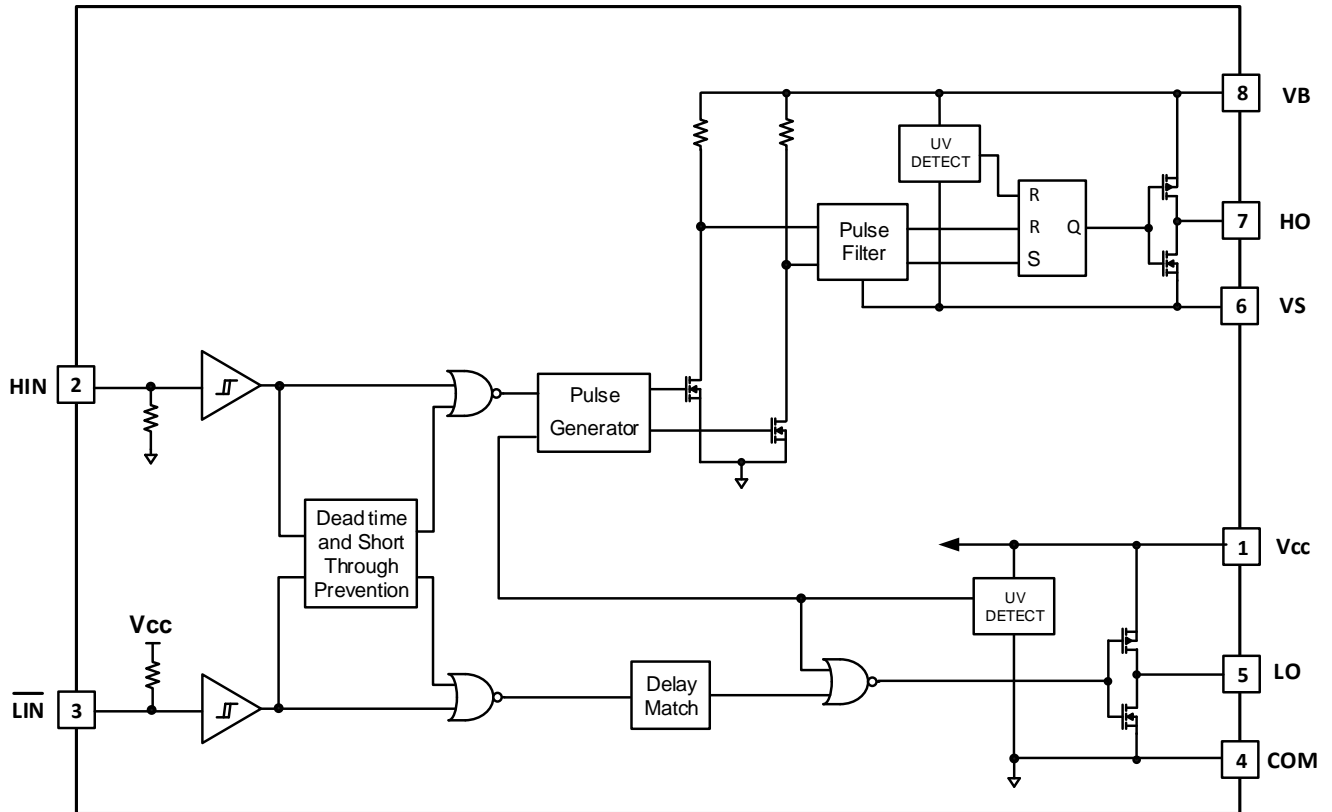 8 VB
UV
DETECT
R
R Q
S
Pulse
Filter
7 HO
6 VS
HIN 2
Pulse
Generator
Dead time
and Short
Through
Prevention
1 Vcc
UV
DETECT
Vcc
LIN 3
Delay
Match
5 LO
4 COM